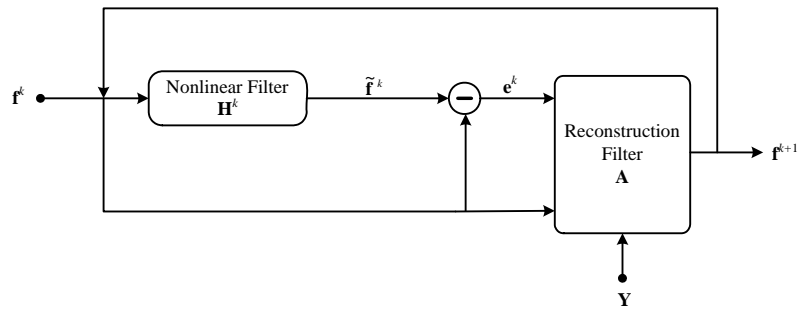 f^k
Nonlinear Filter
H^k
f̃^k
−
e^k
Reconstruction
Filter
A
f^{k+1}
Y